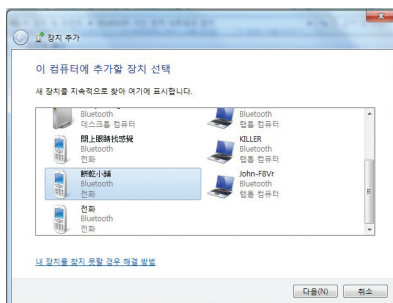 장치 추가
이 컴퓨터에 추가할 장치 선택
새 장치를 지속적으로 찾아 여기에 표시합니다.
Bluetooth
데스크톱 컴퓨터
Bluetooth
랩톱 컴퓨터
閉上眼睛找感覺
Bluetooth
전화
KILLER
Bluetooth
랩톱 컴퓨터
餅乾小鋪
Bluetooth
전화
John-F8Vr
Bluetooth
랩톱 컴퓨터
전화
Bluetooth
전화
내 장치를 찾지 못할 경우 해결 방법
다음(N)
취소